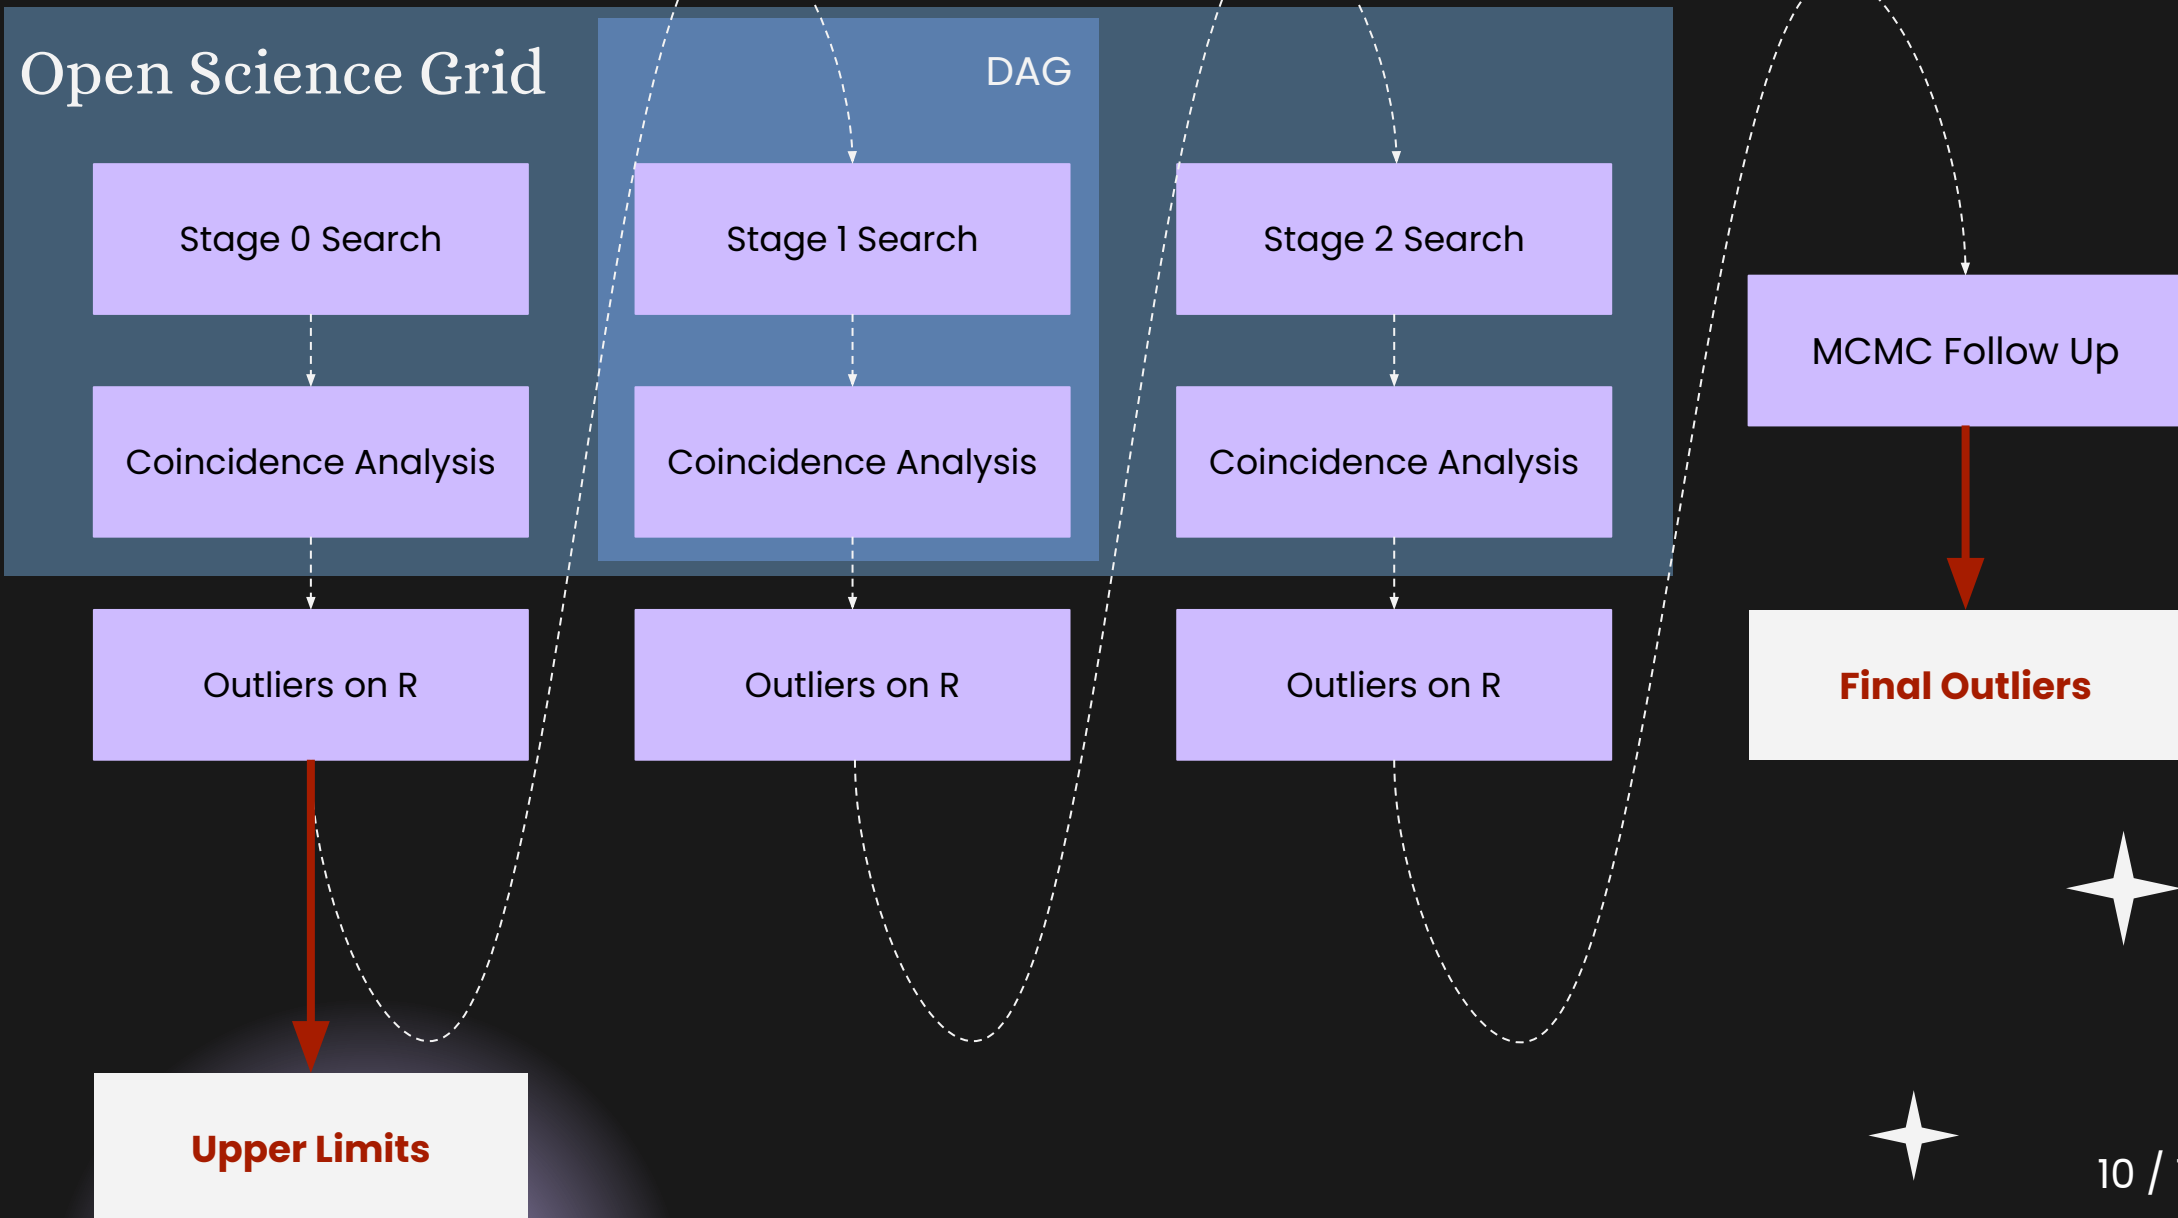 Open Science Grid
DAG
Stage 0 Search
Stage 1 Search
Stage 2 Search
MCMC Follow Up
Coincidence Analysis
Coincidence Analysis
Coincidence Analysis
Outliers on R
Outliers on R
Outliers on R
Final Outliers
Upper Limits
10 /